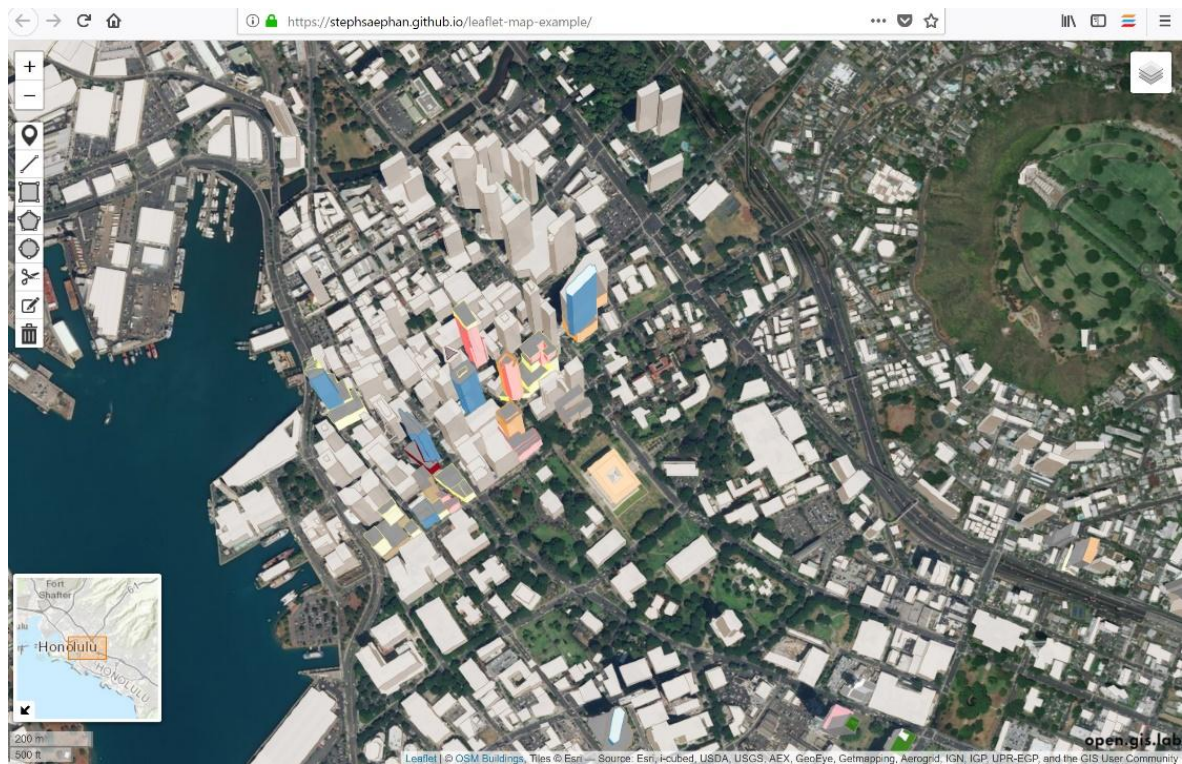 https://stephsaephan.github.io/leaflet-map-example/
+
−
Fort
Shafter
61
Honolulu
HONOLULU
200 m
500 ft
open.gis.lab
Leaflet | © OSM Buildings, Tiles © Esri — Source: Esri, i-cubed, USDA, USGS, AEX, GeoEye, Getmapping, Aerogrid, IGN, IGP, UPR-EGP, and the GIS User Community